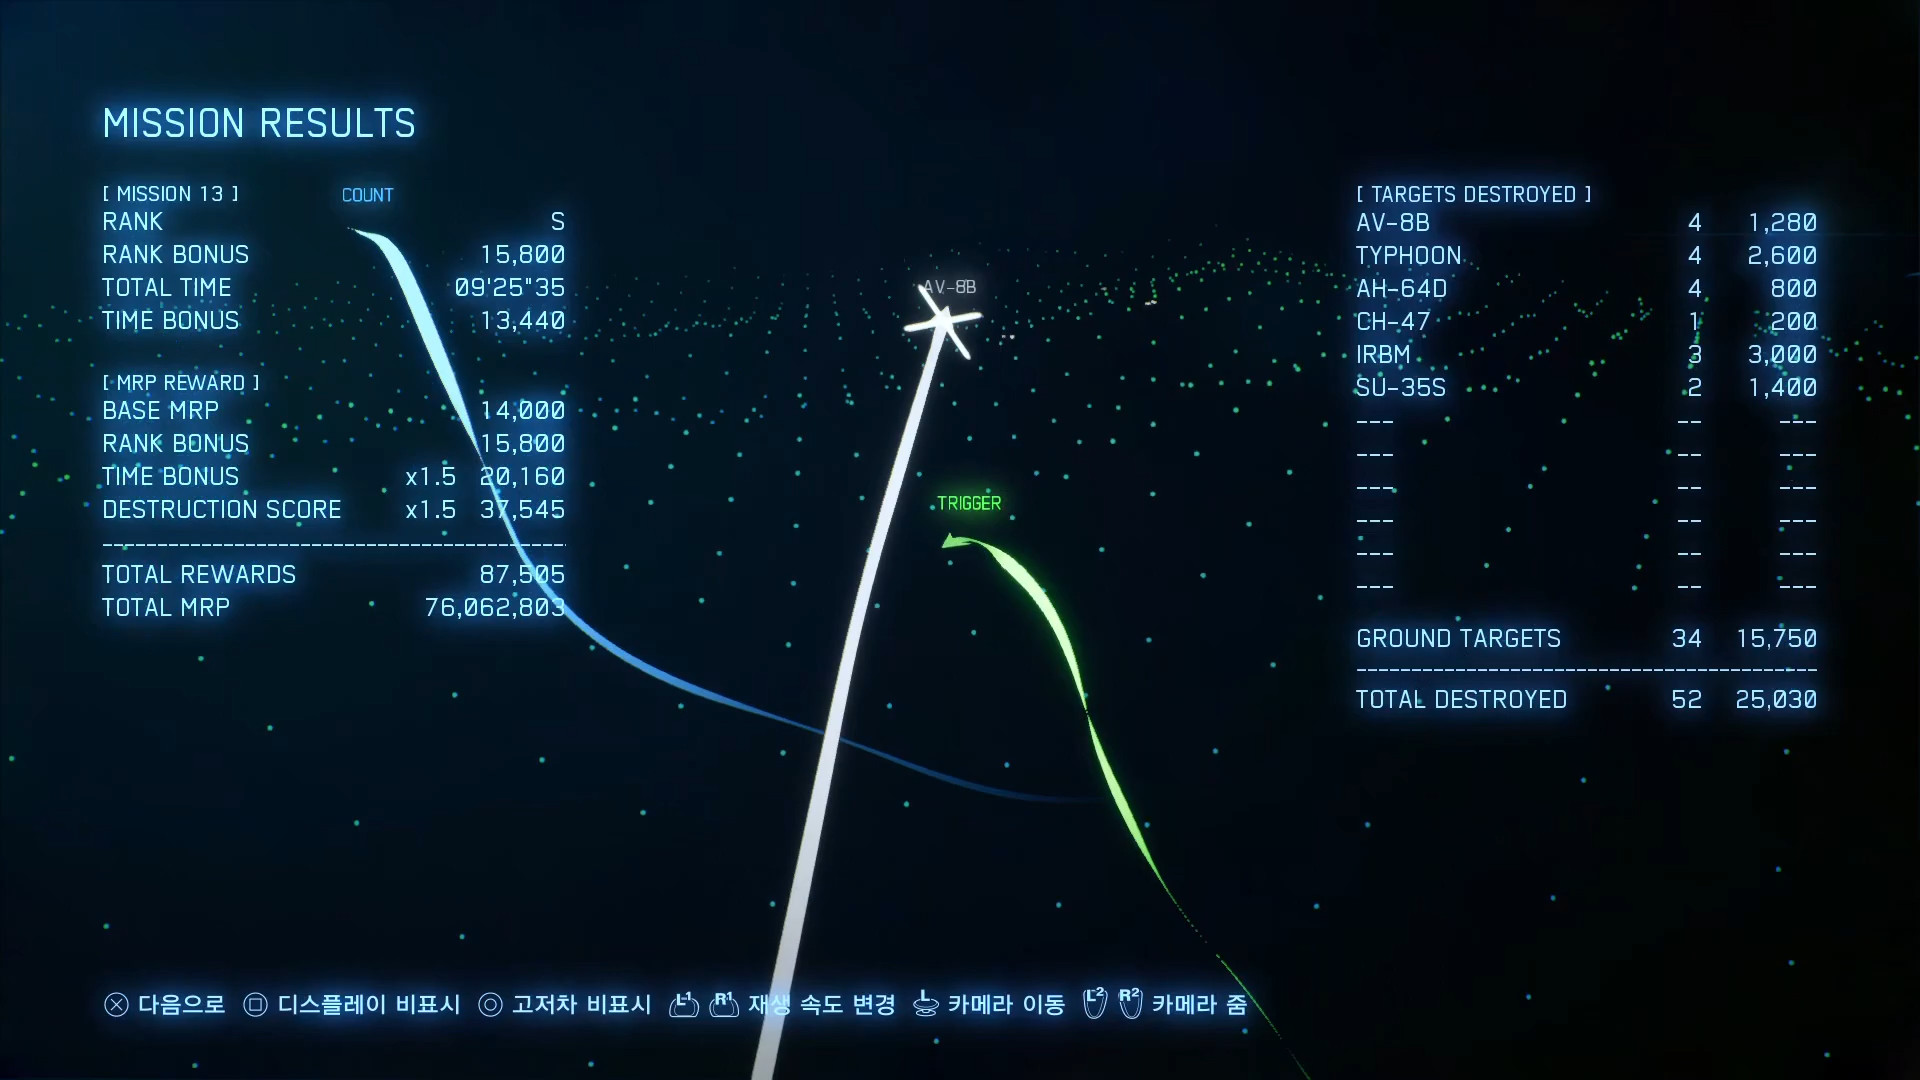 MISSION RESULTS
[ MISSION 13 ]
COUNT
RANK S
RANK BONUS 15,800
TOTAL TIME 09'25"35
TIME BONUS 13,440
[ MRP REWARD ]
BASE MRP 14,000
RANK BONUS 15,800
TIME BONUS x1.5 20,160
DESTRUCTION SCORE x1.5 37,545
TOTAL REWARDS 87,505
TOTAL MRP 76,062,803
AV-8B
TRIGGER
[ TARGETS DESTROYED ]
AV-8B 4 1,280
TYPHOON 4 2,600
AH-64D 4 800
CH-47 1 200
IRBM 3 3,000
SU-35S 2 1,400
--- -- ---
--- -- ---
--- -- ---
--- -- ---
--- -- ---
--- -- ---
GROUND TARGETS 34 15,750
TOTAL DESTROYED 52 25,030
다음으로 디스플레이 비표시 고저차 비표시 L1 R1 재생 속도 변경 L 카메라 이동 L2 R2 카메라 줌